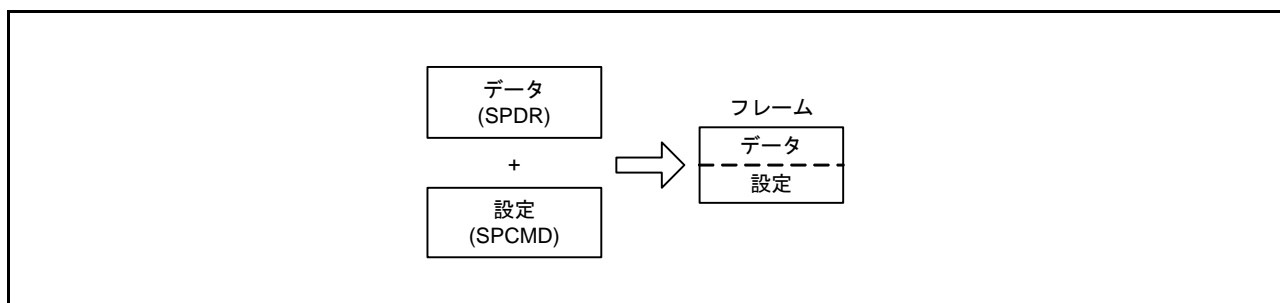 データ
(SPDR)
+
設定
(SPCMD)
フレーム
データ
設定